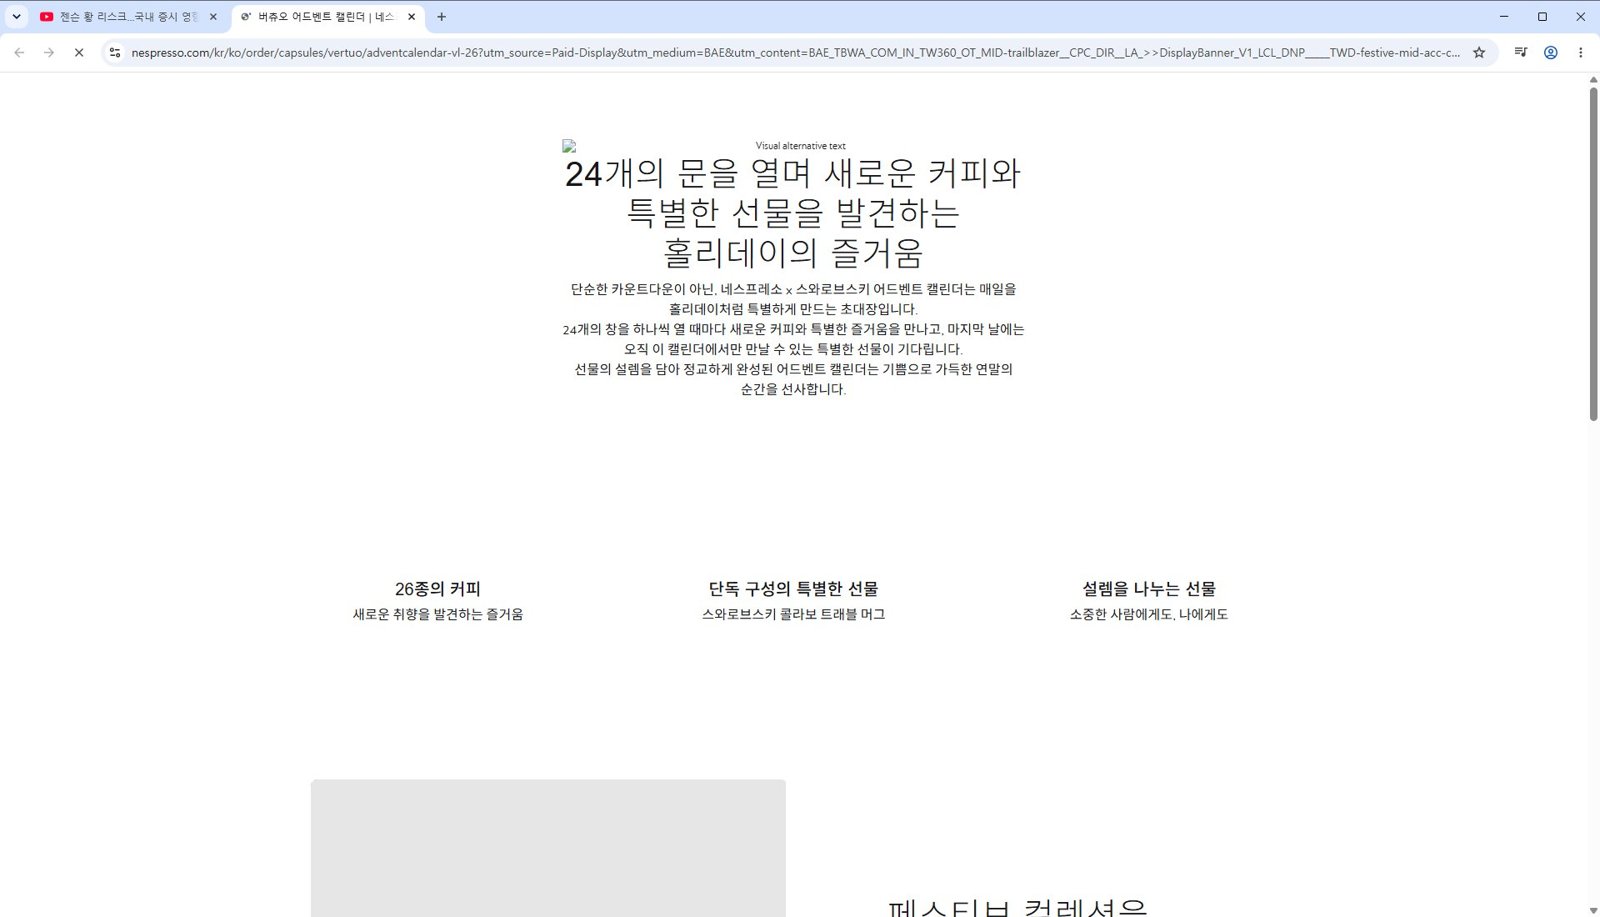 젠슨 황 리스크...국내 증시 영향
버츄오 어드벤트 캘린더 | 네스
nespresso.com/kr/ko/order/capsules/vertuo/adventcalendar-vl-26?utm_source=Paid-Display&utm_medium=BAE&utm_content=BAE_TBWA_COM_IN_TW360_OT_MID-trailblazer__CPC_DIR__LA_>>DisplayBanner_V1_LCL_DNP_____TWD-festive-mid-acc-c...
Visual alternative text
24개의 문을 열며 새로운 커피와
특별한 선물을 발견하는
홀리데이의 즐거움
단순한 카운트다운이 아닌, 네스프레소 x 스와로브스키 어드벤트 캘린더는 매일을
홀리데이처럼 특별하게 만드는 초대장입니다.
24개의 창을 하나씩 열 때마다 새로운 커피와 특별한 즐거움을 만나고, 마지막 날에는
오직 이 캘린더에서만 만날 수 있는 특별한 선물이 기다립니다.
선물의 설렘을 담아 정교하게 완성된 어드벤트 캘린더는 기쁨으로 가득한 연말의
순간을 선사합니다.
26종의 커피
새로운 취향을 발견하는 즐거움
단독 구성의 특별한 선물
스와로브스키 콜라보 트래블 머그
설렘을 나누는 선물
소중한 사람에게도, 나에게도
페스티브 컬렉션을